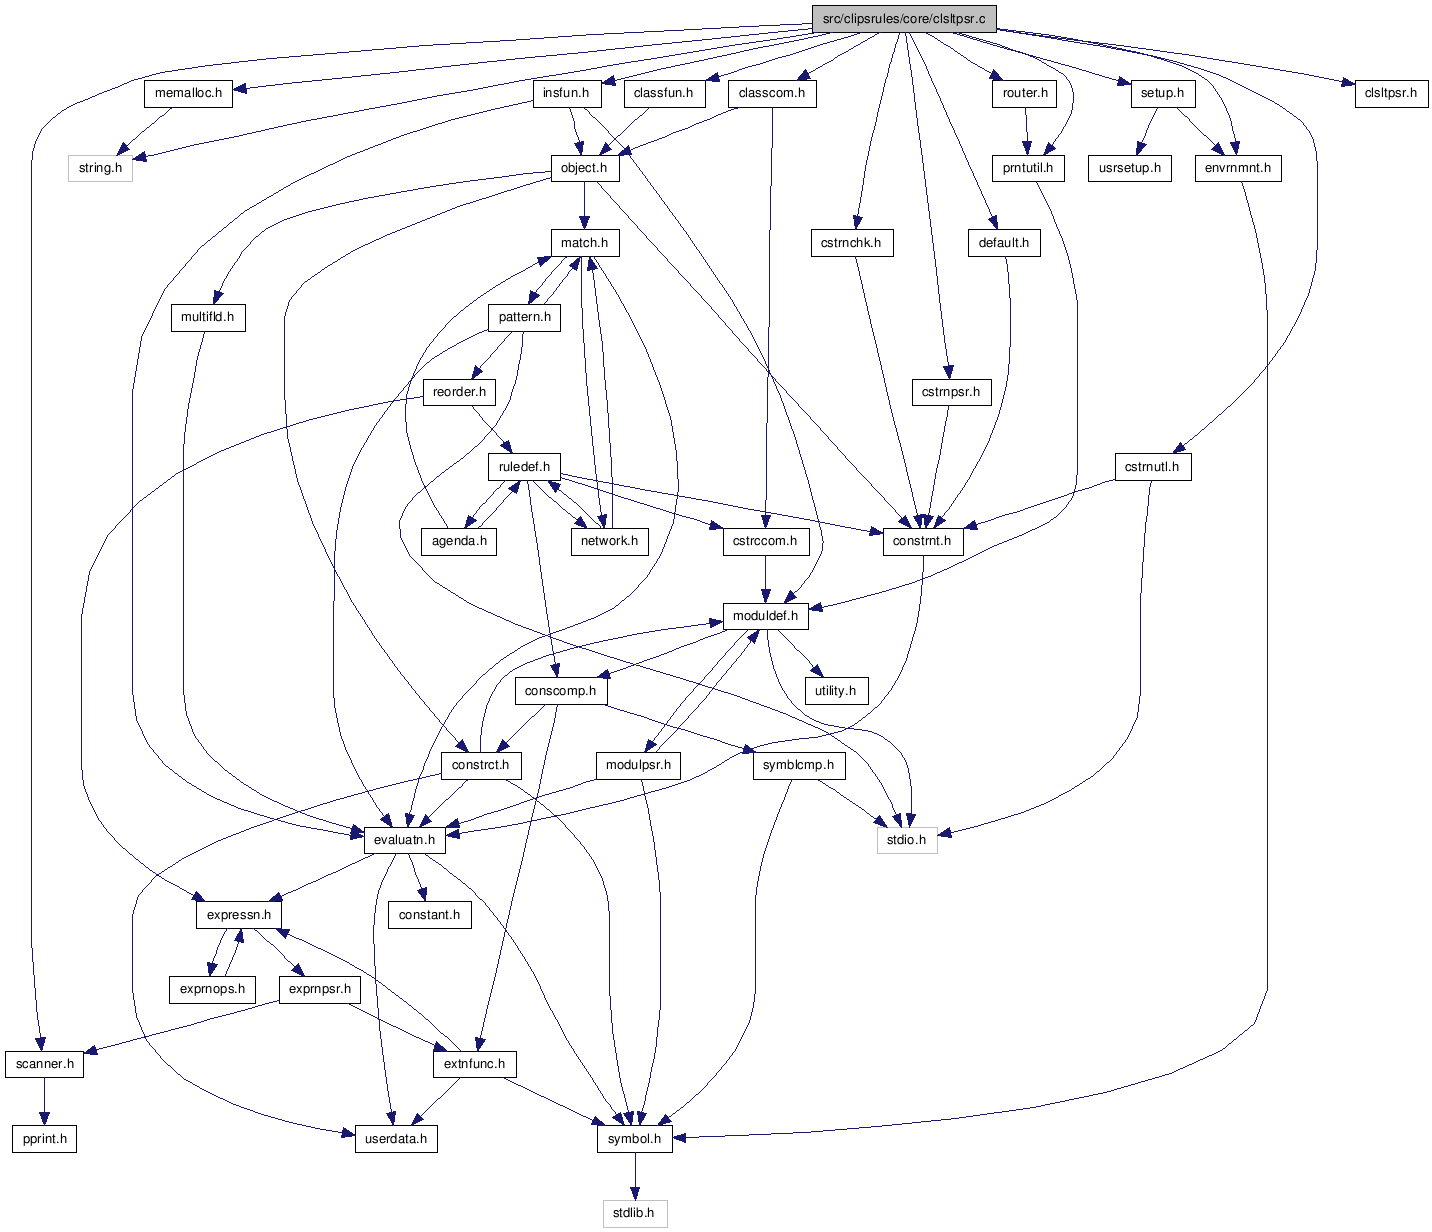 src/clipsrules/core/clsltpsr.c
memalloc.h
insfun.h
classfun.h
classcom.h
router.h
setup.h
clsltpsr.h
string.h
object.h
prntutil.h
usrsetup.h
envrnmnt.h
match.h
cstrnchk.h
default.h
multifld.h
pattern.h
reorder.h
cstrnpsr.h
ruledef.h
cstrnutl.h
agenda.h
network.h
cstrccom.h
constrnt.h
moduldef.h
conscomp.h
utility.h
constrct.h
modulpsr.h
symblcmp.h
evaluatn.h
stdio.h
expressn.h
constant.h
exprnops.h
exprnpsr.h
scanner.h
extnfunc.h
pprint.h
userdata.h
symbol.h
stdlib.h